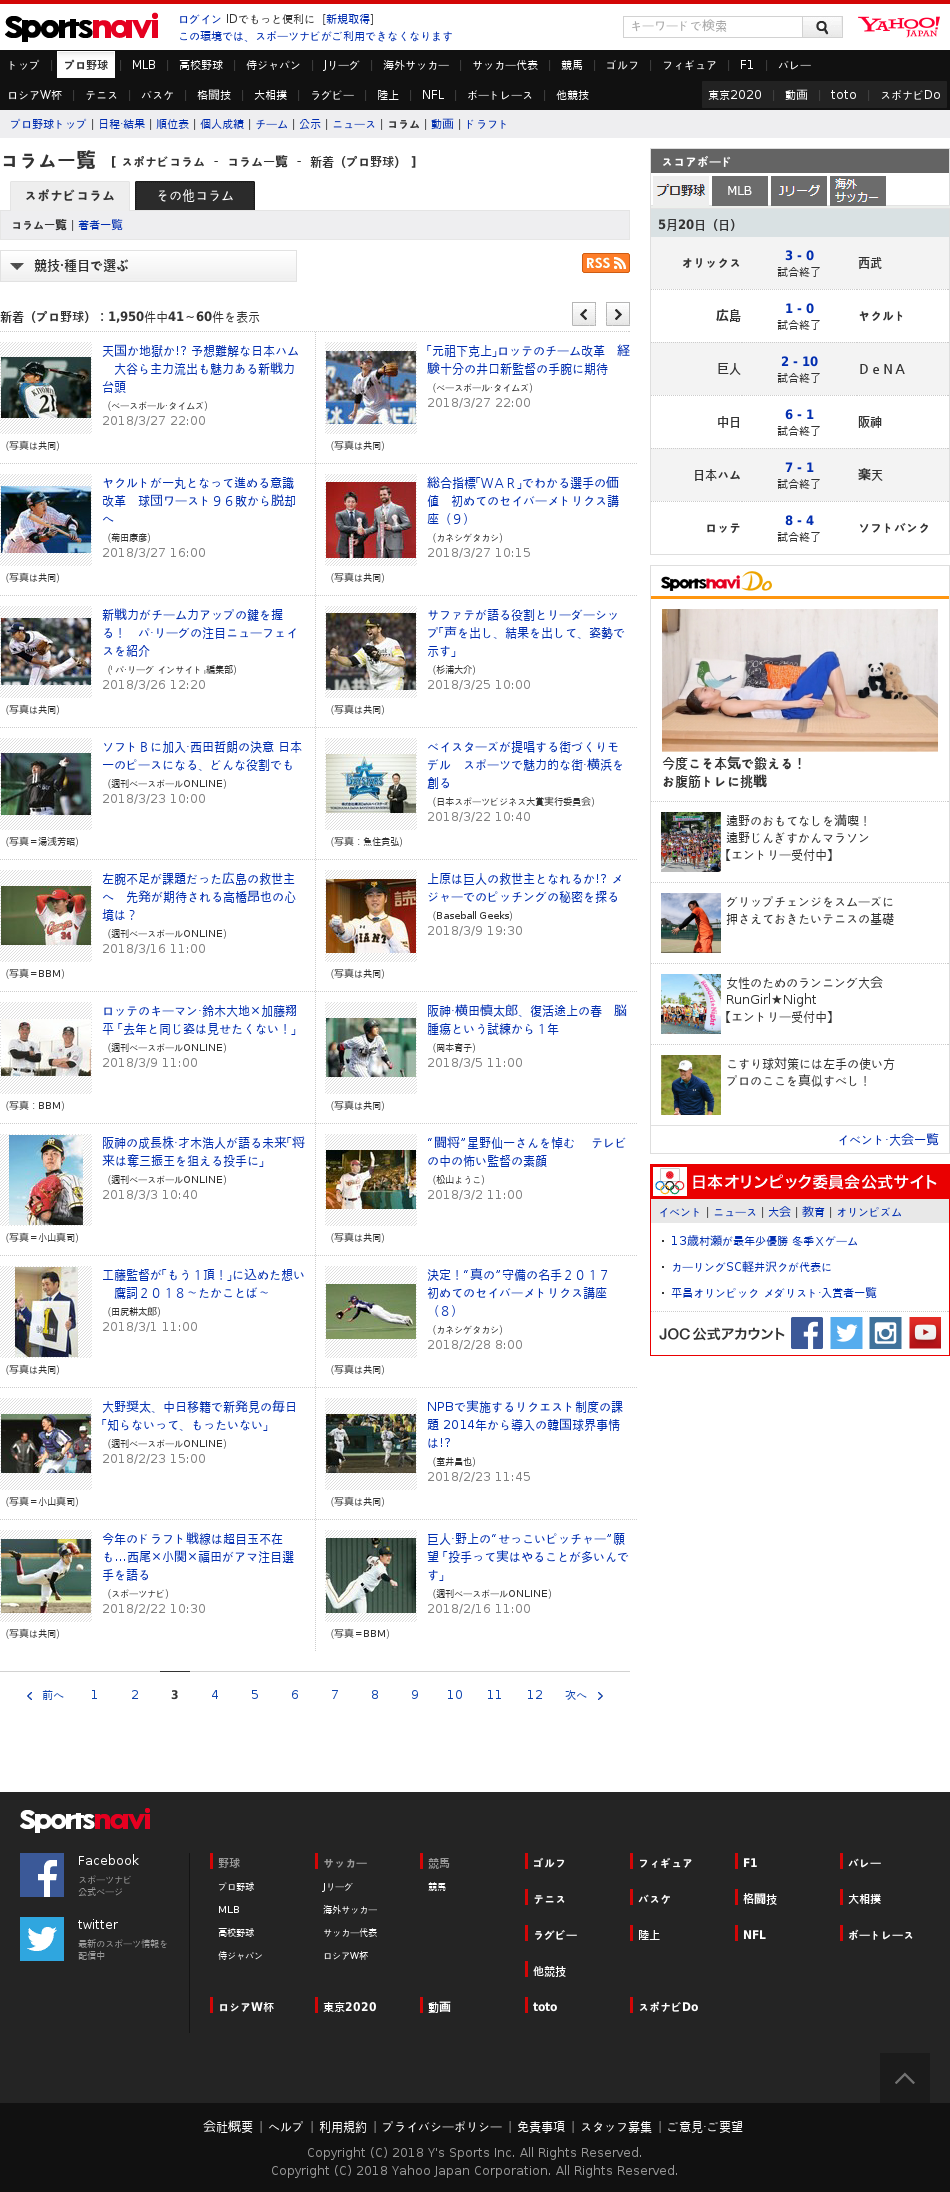 Sportsnavi
ログイン IDでもっと便利に [新規取得]
この環境では、スポーツナビがご利用できなくなります
キーワードで検索
YAHOO!
JAPAN
トップ
プロ野球
MLB
高校野球
侍ジャパン
Jリーグ
海外サッカー
サッカー代表
競馬
ゴルフ
フィギュア
F1
バレー
ロシアW杯
テニス
バスケ
格闘技
大相撲
ラグビー
陸上
NFL
ボートレース
他競技
東京2020
動画
toto
スポナビDo
プロ野球トップ | 日程・結果 | 順位表 | 個人成績 | チーム | 公示 | ニュース | コラム | 動画 | ドラフト
コラム一覧 [ スポナビコラム - コラム一覧 - 新着（プロ野球） ]
スポナビコラム
その他コラム
コラム一覧 | 著者一覧
競技・種目で選ぶ
RSS
新着（プロ野球）：1,950件中41～60件を表示
天国か地獄か!? 予想難解な日本ハム
大谷ら主力流出も魅力ある新戦力
台頭
（ベースボール・タイムズ）
2018/3/27 22:00
(写真は共同)
「元祖下克上」ロッテのチーム改革　経
験十分の井口新監督の手腕に期待
（ベースボール・タイムズ）
2018/3/27 22:00
(写真は共同)
ヤクルトが一丸となって進める意識
改革　球団ワースト９６敗から脱却
へ
（菊田康彦）
2018/3/27 16:00
(写真は共同)
総合指標「ＷＡＲ」でわかる選手の価
値　初めてのセイバーメトリクス講
座（９）
（カネシゲタカシ）
2018/3/27 10:15
(写真は共同)
新戦力がチーム力アップの鍵を握
る！　パ・リーグの注目ニューフェイ
スを紹介
（「パ・リーグ インサイト」編集部）
2018/3/26 12:20
(写真は共同)
サファテが語る役割とリーダーシッ
プ「声を出し、結果を出して、姿勢で
示す」
（杉浦大介）
2018/3/25 10:00
(写真は共同)
ソフトＢに加入・西田哲朗の決意 日本
一のピースになる、どんな役割でも
（週刊ベースボールONLINE）
2018/3/23 10:00
(写真=湯浅芳昭)
ベイスターズが提唱する街づくりモ
デル　スポーツで魅力的な街・横浜を
創る
（日本スポーツビジネス大賞実行委員会）
2018/3/22 10:40
(写真：魚住貴弘)
左腕不足が課題だった広島の救世主
へ　先発が期待される高橋昂也の心
境は？
（週刊ベースボールONLINE）
2018/3/16 11:00
(写真=BBM)
上原は巨人の救世主となれるか!? メ
ジャーでのピッチングの秘密を探る
（Baseball Geeks）
2018/3/9 19:30
(写真は共同)
ロッテのキーマン・鈴木大地×加藤翔
平「去年と同じ姿は見せたくない！」
（週刊ベースボールONLINE）
2018/3/9 11:00
(写真：BBM)
阪神・横田慎太郎、復活途上の春　脳
腫瘍という試練から１年
（岡本育子）
2018/3/5 11:00
(写真は共同)
阪神の成長株・才木浩人が語る未来「将
来は奪三振王を狙える投手に」
（週刊ベースボールONLINE）
2018/3/3 10:40
(写真=小山真司)
“闘将”星野仙一さんを悼む　テレビ
の中の怖い監督の素顔
（松山ようこ）
2018/3/2 11:00
(写真は共同)
工藤監督が「もう１頂！」に込めた想い
鷹詞２０１８～たかことば～
（田尻耕太郎）
2018/3/1 11:00
(写真は共同)
決定！“真の”守備の名手２０１７
初めてのセイバーメトリクス講座
（８）
（カネシゲタカシ）
2018/2/28 8:00
(写真は共同)
大野奨太、中日移籍で新発見の毎日
「知らないって、もったいない」
（週刊ベースボールONLINE）
2018/2/23 15:00
(写真=小山真司)
NPBで実施するリクエスト制度の課
題 2014年から導入の韓国球界事情
は!?
（室井昌也）
2018/2/23 11:45
(写真は共同)
今年のドラフト戦線は超目玉不在
も…西尾×小関×福田がアマ注目選
手を語る
（スポーツナビ）
2018/2/22 10:30
(写真は共同)
巨人・野上の“せっこいピッチャー”願
望「投手って実はやることが多いんで
す」
（週刊ベースボールONLINE）
2018/2/16 11:00
(写真=BBM)
前へ 1 2 3 4 5 6 7 8 9 10 11 12 次へ
スコアボード
プロ野球
MLB
Jリーグ
海外
サッカー
5月20日（日）
オリックス 3 - 0 西武
試合終了
広島 1 - 0 ヤクルト
試合終了
巨人 2 - 10 ＤｅＮＡ
試合終了
中日 6 - 1 阪神
試合終了
日本ハム 7 - 1 楽天
試合終了
ロッテ 8 - 4 ソフトバンク
試合終了
Sportsnavi Do
今度こそ本気で鍛える！
お腹筋トレに挑戦
遠野のおもてなしを満喫！
遠野じんぎすかんマラソン
【エントリー受付中】
グリップチェンジをスムーズに
押さえておきたいテニスの基礎
女性のためのランニング大会
RunGirl★Night
【エントリー受付中】
こすり球対策には左手の使い方
プロのここを真似すべし！
イベント・大会一覧
日本オリンピック委員会公式サイト
イベント | ニュース | 大会 | 教育 | オリンピズム
・ 13歳村瀬が最年少優勝 冬季Ｘゲーム
・ カーリングSC軽井沢クが代表に
・ 平昌オリンピック メダリスト・入賞者一覧
JOC公式アカウント
Sportsnavi
Facebook
スポーツナビ
公式ページ
twitter
最新のスポーツ情報を
配信中
野球
プロ野球
MLB
高校野球
侍ジャパン
サッカー
Jリーグ
海外サッカー
サッカー代表
ロシアW杯
競馬
競馬
ゴルフ
フィギュア
F1
バレー
テニス
バスケ
格闘技
大相撲
ラグビー
陸上
NFL
ボートレース
他競技
ロシアW杯
東京2020
動画
toto
スポナビDo
会社概要 | ヘルプ | 利用規約 | プライバシーポリシー | 免責事項 | スタッフ募集 | ご意見・ご要望
Copyright (C) 2018 Y's Sports Inc. All Rights Reserved.
Copyright (C) 2018 Yahoo Japan Corporation. All Rights Reserved.